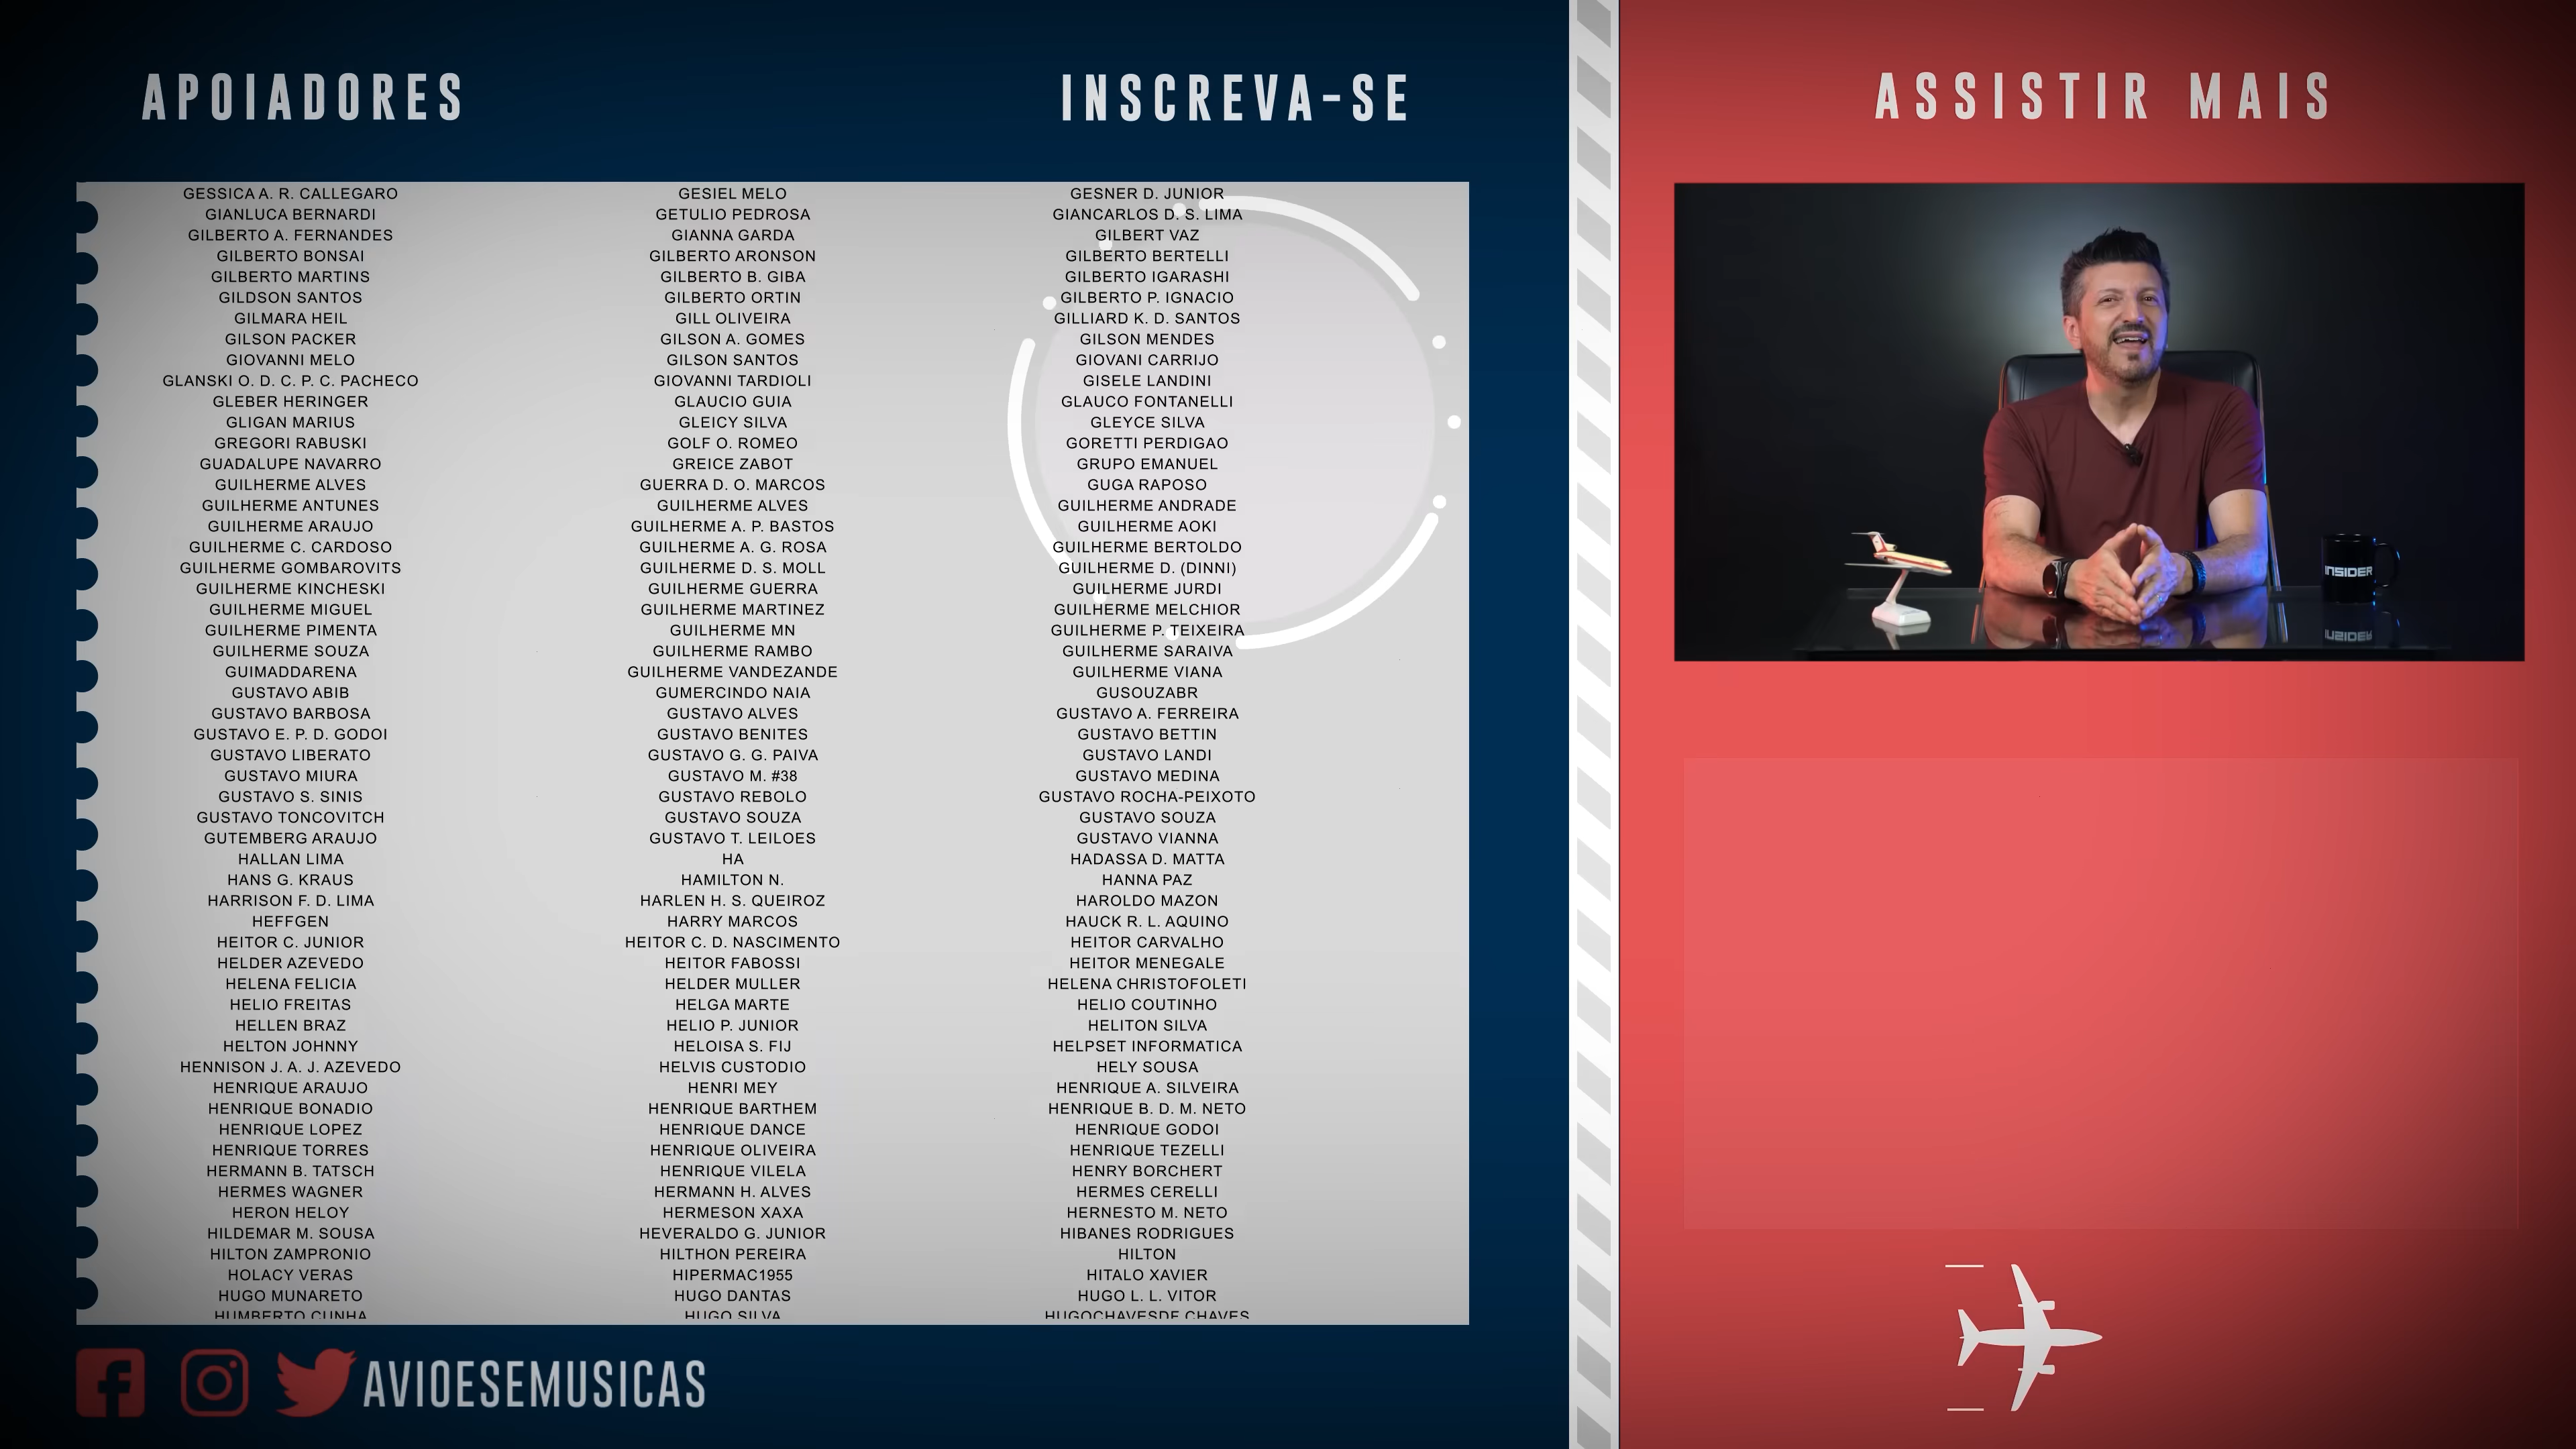 APOIADORES
INSCREVA-SE
ASSISTIR MAIS
GESSICA A. R. CALLEGARO GESIEL MELO GESNER D. JUNIOR
GIANLUCA BERNARDI GETULIO PEDROSA GIANCARLOS D. S. LIMA
GILBERTO A. FERNANDES GIANNA GARDA GILBERT VAZ
GILBERTO BONSAI GILBERTO ARONSON GILBERTO BERTELLI
GILBERTO MARTINS GILBERTO B. GIBA GILBERTO IGARASHI
GILDSON SANTOS GILBERTO ORTIN GILBERTO P. IGNACIO
GILMARA HEIL GILL OLIVEIRA GILLIARD K. D. SANTOS
GILSON PACKER GILSON A. GOMES GILSON MENDES
GIOVANNI MELO GILSON SANTOS GIOVANI CARRIJO
GLANSKI O. D. C. P. C. PACHECO GIOVANNI TARDIOLI GISELE LANDINI
GLEBER HERINGER GLAUCIO GUIA GLAUCO FONTANELLI
GLIGAN MARIUS GLEICY SILVA GLEYCE SILVA
GREGORI RABUSKI GOLF O. ROMEO GORETTI PERDIGAO
GUADALUPE NAVARRO GREICE ZABOT GRUPO EMANUEL
GUILHERME ALVES GUERRA D. O. MARCOS GUGA RAPOSO
GUILHERME ANTUNES GUILHERME ALVES GUILHERME ANDRADE
GUILHERME ARAUJO GUILHERME A. P. BASTOS GUILHERME AOKI
GUILHERME C. CARDOSO GUILHERME A. G. ROSA GUILHERME BERTOLDO
GUILHERME GOMBAROVITS GUILHERME D. S. MOLL GUILHERME D. (DINNI)
GUILHERME KINCHESKI GUILHERME GUERRA GUILHERME JURDI
GUILHERME MIGUEL GUILHERME MARTINEZ GUILHERME MELCHIOR
GUILHERME PIMENTA GUILHERME MN GUILHERME P. TEIXEIRA
GUILHERME SOUZA GUILHERME RAMBO GUILHERME SARAIVA
GUIMADDARENA GUILHERME VANDEZANDE GUILHERME VIANA
GUSTAVO ABIB GUMERCINDO NAIA GUSOUZABR
GUSTAVO BARBOSA GUSTAVO ALVES GUSTAVO A. FERREIRA
GUSTAVO E. P. D. GODOI GUSTAVO BENITES GUSTAVO BETTIN
GUSTAVO LIBERATO GUSTAVO G. G. PAIVA GUSTAVO LANDI
GUSTAVO MIURA GUSTAVO M. #38 GUSTAVO MEDINA
GUSTAVO S. SINIS GUSTAVO REBOLO GUSTAVO ROCHA-PEIXOTO
GUSTAVO TONCOVITCH GUSTAVO SOUZA GUSTAVO SOUZA
GUTEMBERG ARAUJO GUSTAVO T. LEILOES GUSTAVO VIANNA
HALLAN LIMA HA HADASSA D. MATTA
HANS G. KRAUS HAMILTON N. HANNA PAZ
HARRISON F. D. LIMA HARLEN H. S. QUEIROZ HAROLDO MAZON
HEFFGEN HARRY MARCOS HAUCK R. L. AQUINO
HEITOR C. JUNIOR HEITOR C. D. NASCIMENTO HEITOR CARVALHO
HELDER AZEVEDO HEITOR FABOSSI HEITOR MENEGALE
HELENA FELICIA HELDER MULLER HELENA CHRISTOFOLETI
HELIO FREITAS HELGA MARTE HELIO COUTINHO
HELLEN BRAZ HELIO P. JUNIOR HELITON SILVA
HELTON JOHNNY HELOISA S. FIJ HELPSET INFORMATICA
HENNISON J. A. J. AZEVEDO HELVIS CUSTODIO HELY SOUSA
HENRIQUE ARAUJO HENRI MEY HENRIQUE A. SILVEIRA
HENRIQUE BONADIO HENRIQUE BARTHEM HENRIQUE B. D. M. NETO
HENRIQUE LOPEZ HENRIQUE DANCE HENRIQUE GODOI
HENRIQUE TORRES HENRIQUE OLIVEIRA HENRIQUE TEZELLI
HERMANN B. TATSCH HENRIQUE VILELA HENRY BORCHERT
HERMES WAGNER HERMANN H. ALVES HERMES CERELLI
HERON HELOY HERMESON XAXA HERNESTO M. NETO
HILDEMAR M. SOUSA HEVERALDO G. JUNIOR HIBANES RODRIGUES
HILTON ZAMPRONIO HILTHON PEREIRA HILTON
HOLACY VERAS HIPERMAC1955 HITALO XAVIER
HUGO MUNARETO HUGO DANTAS HUGO L. L. VITOR
HUMBERTO CUNHA HUGO SILVA HUGOCHAVESDE CHAVES
INSIDER
AVIOESEMUSICAS